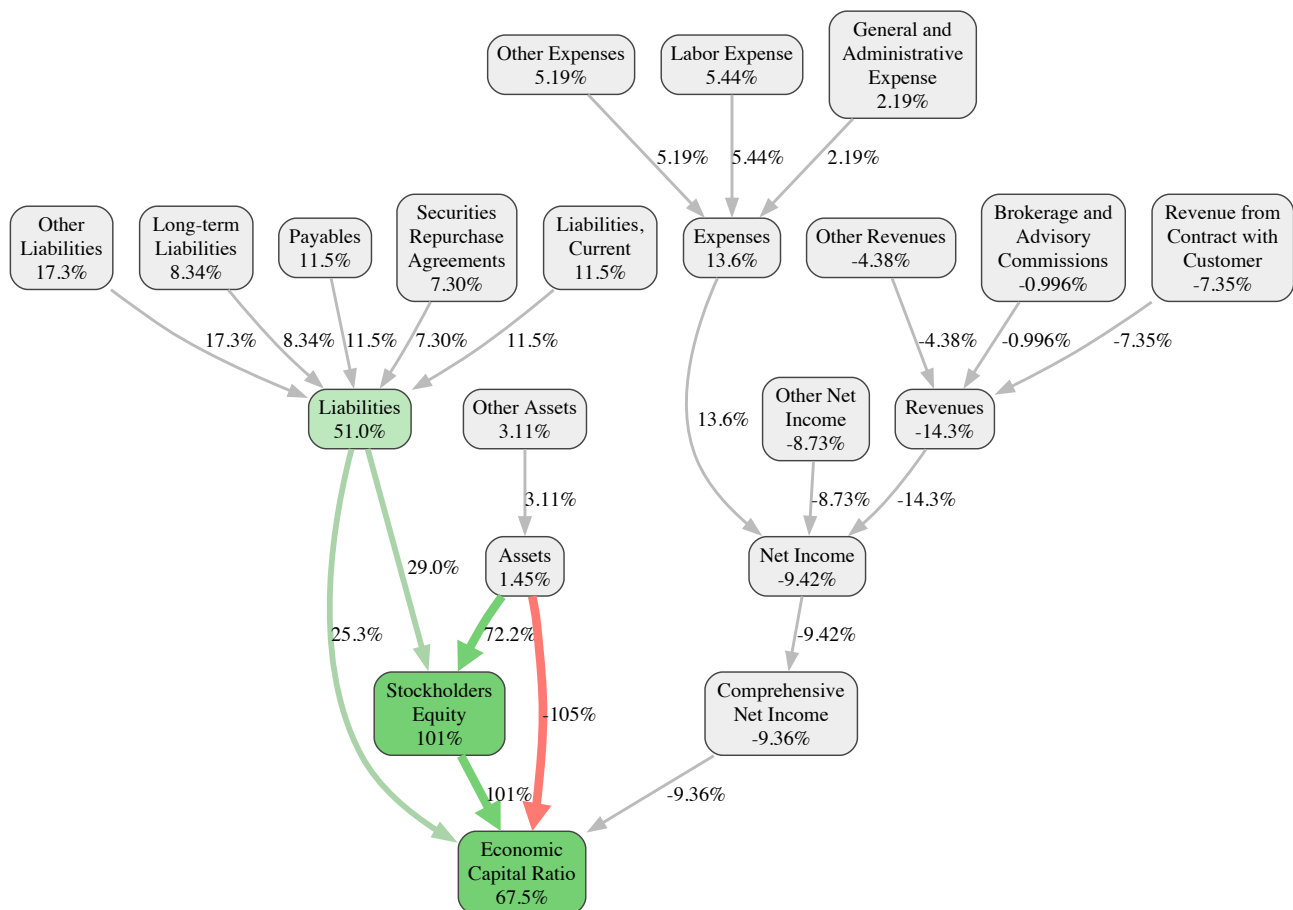 General and
Administrative
Expense
2.19%
Other Expenses
5.19%
Labor Expense
5.44%
5.19%
5.44%
2.19%
Other
Liabilities
17.3%
Long-term
Liabilities
8.34%
Payables
11.5%
Securities
Repurchase
Agreements
7.30%
Liabilities,
Current
11.5%
Expenses
13.6%
Other Revenues
-4.38%
Brokerage and
Advisory
Commissions
-0.996%
Revenue from
Contract with
Customer
-7.35%
17.3%
8.34%
11.5%
7.30%
11.5%
-4.38%
-0.996%
-7.35%
Liabilities
51.0%
Other Assets
3.11%
13.6%
Other Net
Income
-8.73%
Revenues
-14.3%
3.11%
-8.73%
-14.3%
29.0%
Assets
1.45%
Net Income
-9.42%
25.3%
72.2%
-9.42%
Stockholders
Equity
101%
-105%
Comprehensive
Net Income
-9.36%
101%
-9.36%
Economic
Capital Ratio
67.5%